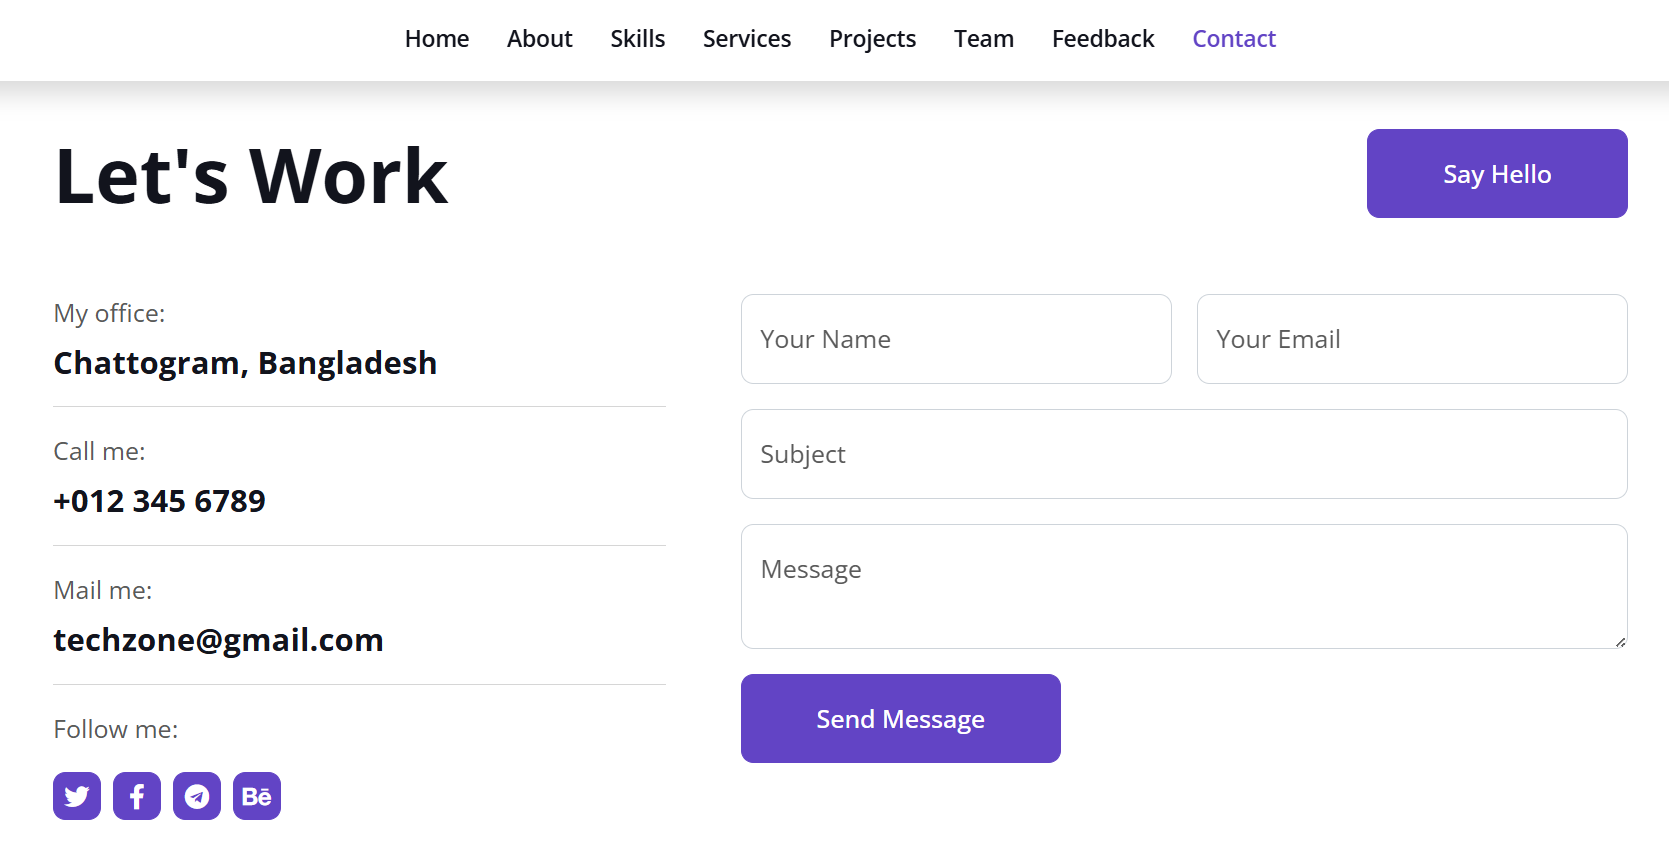 Home About Skills Services Projects Team Feedback Contact
Let's Work
Say Hello
My office:
Chattogram, Bangladesh
Call me:
+012 345 6789
Mail me:
techzone@gmail.com
Follow me:
Bē
Your Name
Your Email
Subject
Message
Send Message